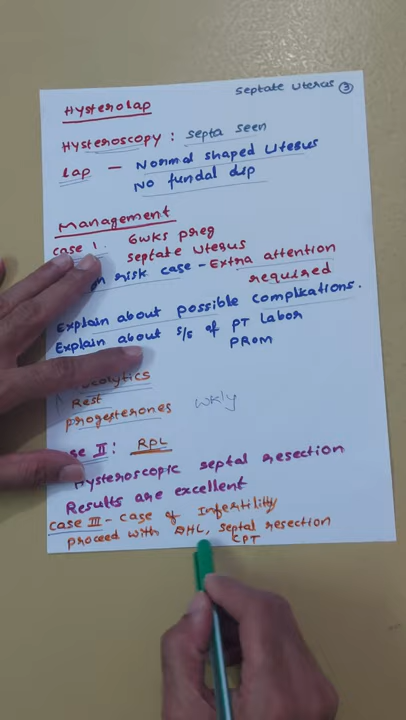 Septate Uterus ③
Hysterolap
Hysteroscopy : septa seen
Lap — Normal shaped Uterus
No fundal dip
Management
case 1. 6wks preg
septate Uterus
risk case - Extra attention
required
Explain about possible complications.
Explain about S/S of PT Labor
PROM
Rest
progesterones wkly
II : RPL
Hysteroscopic septal resection
Results are excellent
case III - case of Infertility
proceed with DHL, septal resection
CPT